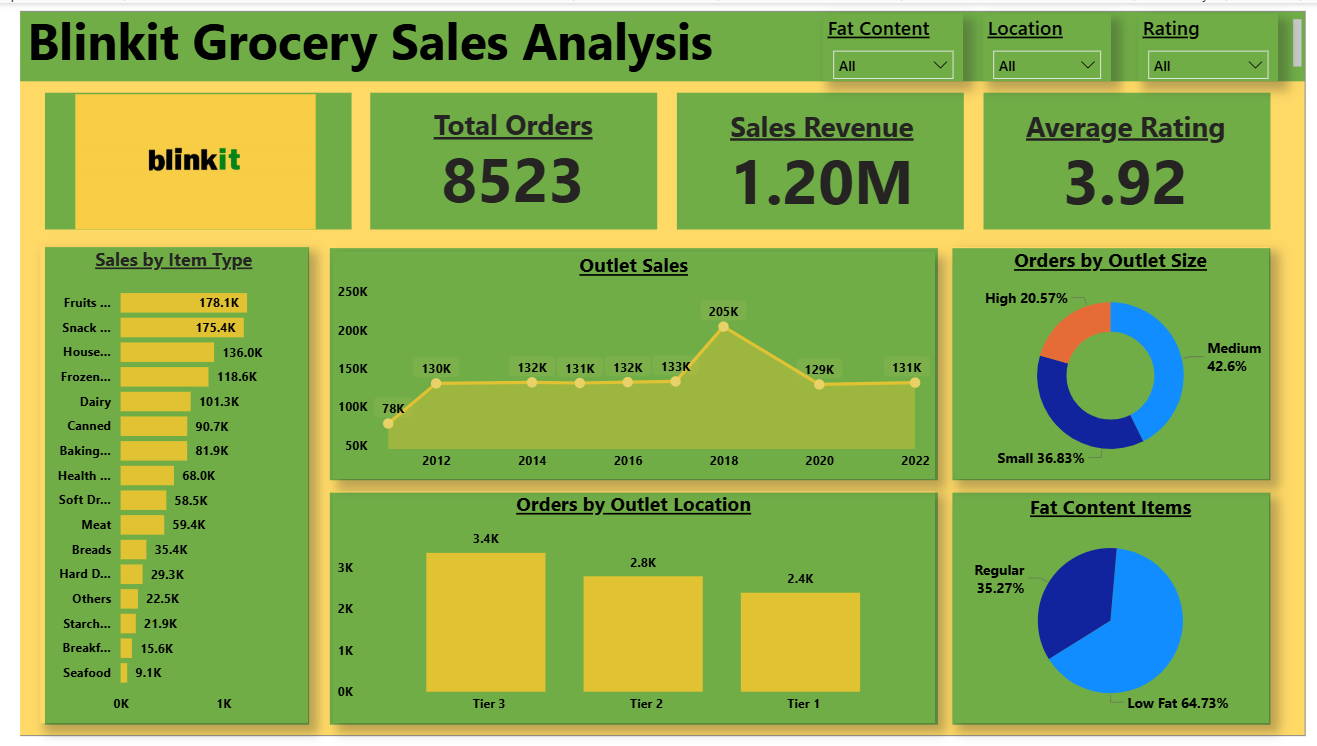 Blinkit Grocery Sales Analysis
Fat Content
All
Location
All
Rating
All
blinkit
Total Orders
8523
Sales Revenue
1.20M
Average Rating
3.92
Sales by Item Type
Fruits ... 178.1K
Snack ... 175.4K
House... 136.0K
Frozen... 118.6K
Dairy 101.3K
Canned 90.7K
Baking... 81.9K
Health ... 68.0K
Soft Dr... 58.5K
Meat 59.4K
Breads 35.4K
Hard D... 29.3K
Others 22.5K
Starch... 21.9K
Breakf... 15.6K
Seafood 9.1K
0K 1K
Outlet Sales
250K
200K
150K
100K
50K
78K 130K 132K 131K 132K 133K 205K 129K 131K
2012 2014 2016 2018 2020 2022
Orders by Outlet Size
High 20.57%
Medium
42.6%
Small 36.83%
Orders by Outlet Location
3K
2K
1K
0K
3.4K 2.8K 2.4K
Tier 3 Tier 2 Tier 1
Fat Content Items
Regular
35.27%
Low Fat 64.73%